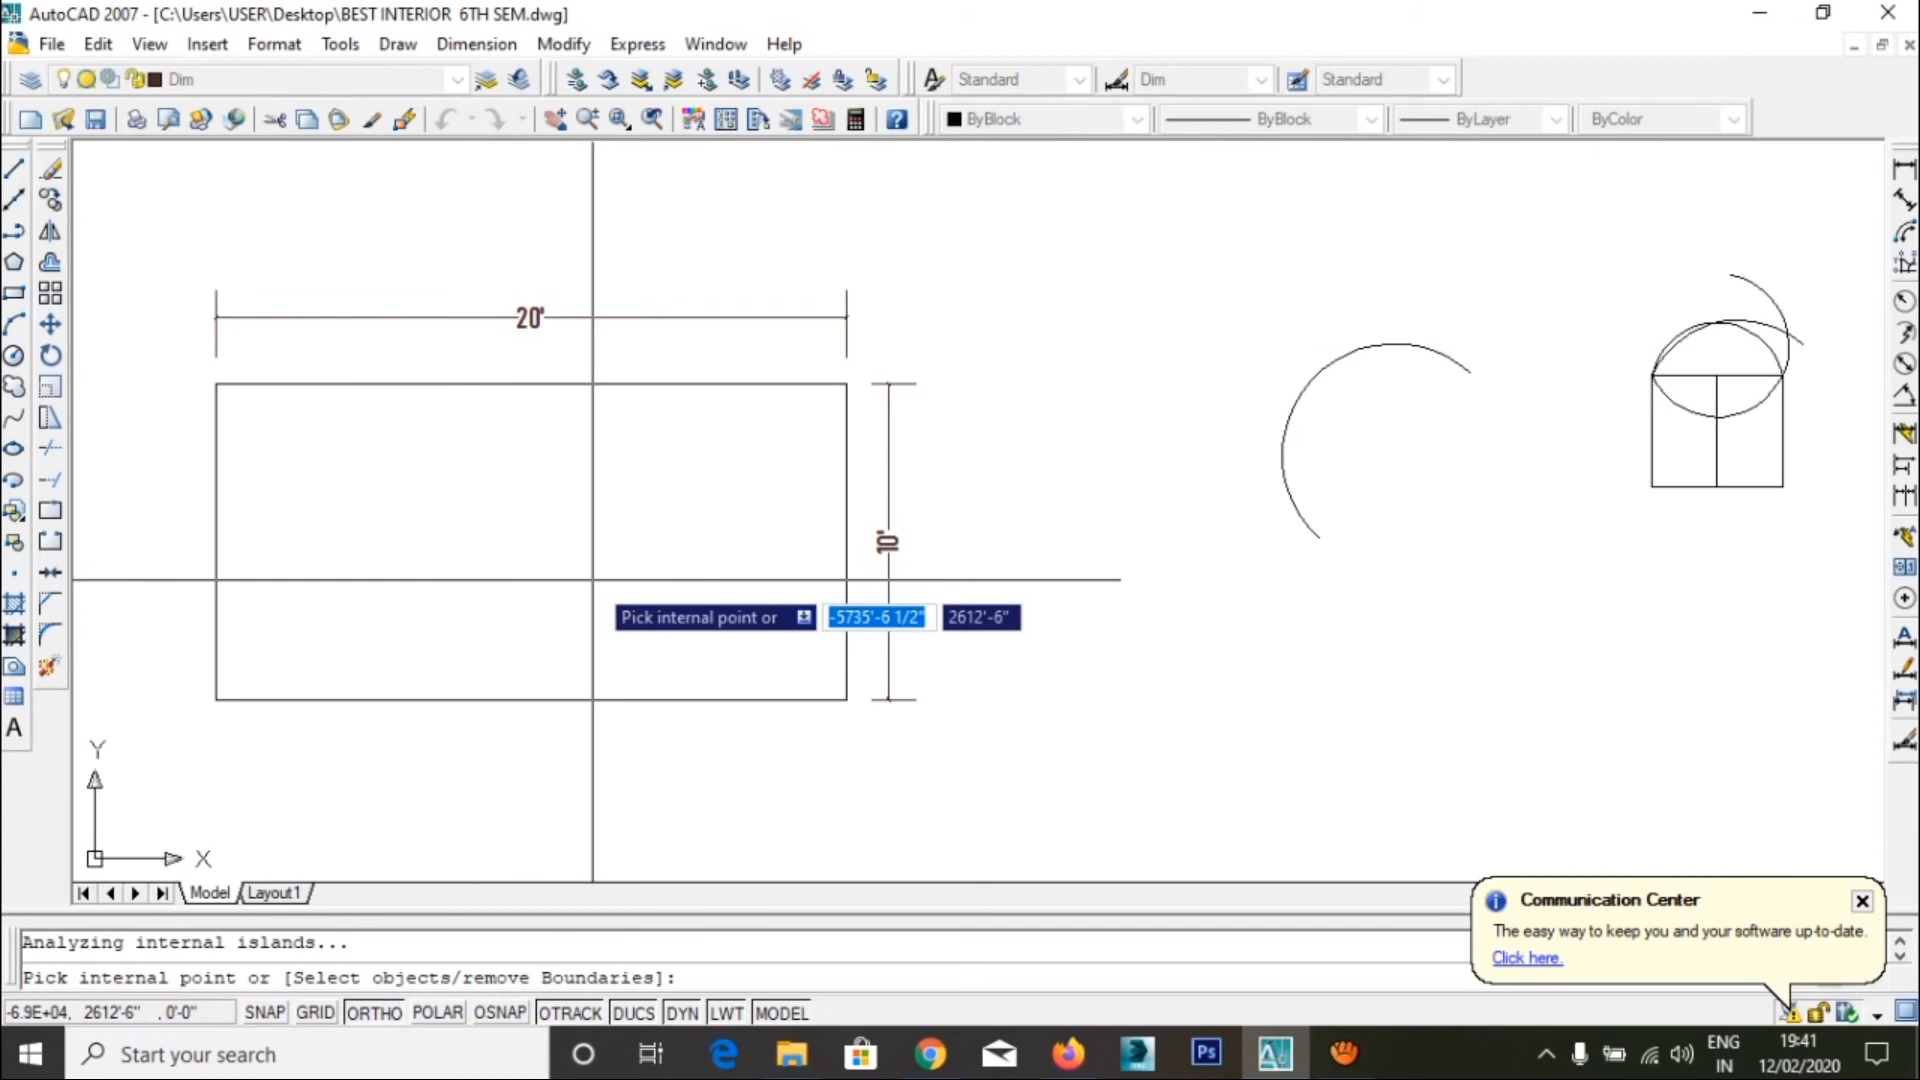 AutoCAD 2007 - [C:\Users\USER\Desktop\BEST INTERIOR 6TH SEM.dwg]
File Edit View Insert Format Tools Draw Dimension Modify Express Window Help
Dim Standard Dim Standard
ByBlock ByBlock ByLayer ByColor
20'
10'
Pick internal point or -5735'-6 1/2" 2612'-6"
Y
X
A
Model Layout1
Communication Center
The easy way to keep you and your software up-to-date.
Click here.
Analyzing internal islands...
Pick internal point or [Select objects/remove Boundaries]:
-6.9E+04, 2612'-6" , 0'-0" SNAP GRID ORTHO POLAR OSNAP OTRACK DUCS DYN LWT MODEL
Start your search
Ps
ENG
IN
19:41
12/02/2020